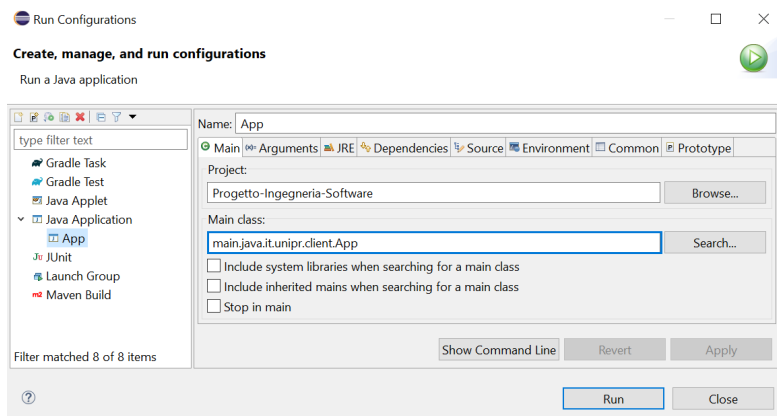 Run Configurations
Create, manage, and run configurations
Run a Java application
type filter text
Gradle Task
Gradle Test
Java Applet
Java Application
App
Ju JUnit
Launch Group
m2 Maven Build
Filter matched 8 of 8 items
Name: App
Main (x)= Arguments JRE Dependencies Source Environment Common P Prototype
Project:
Progetto-Ingegneria-Software Browse...
Main class:
main.java.it.unipr.client.App Search...
Include system libraries when searching for a main class
Include inherited mains when searching for a main class
Stop in main
Show Command Line Revert Apply
? Run Close